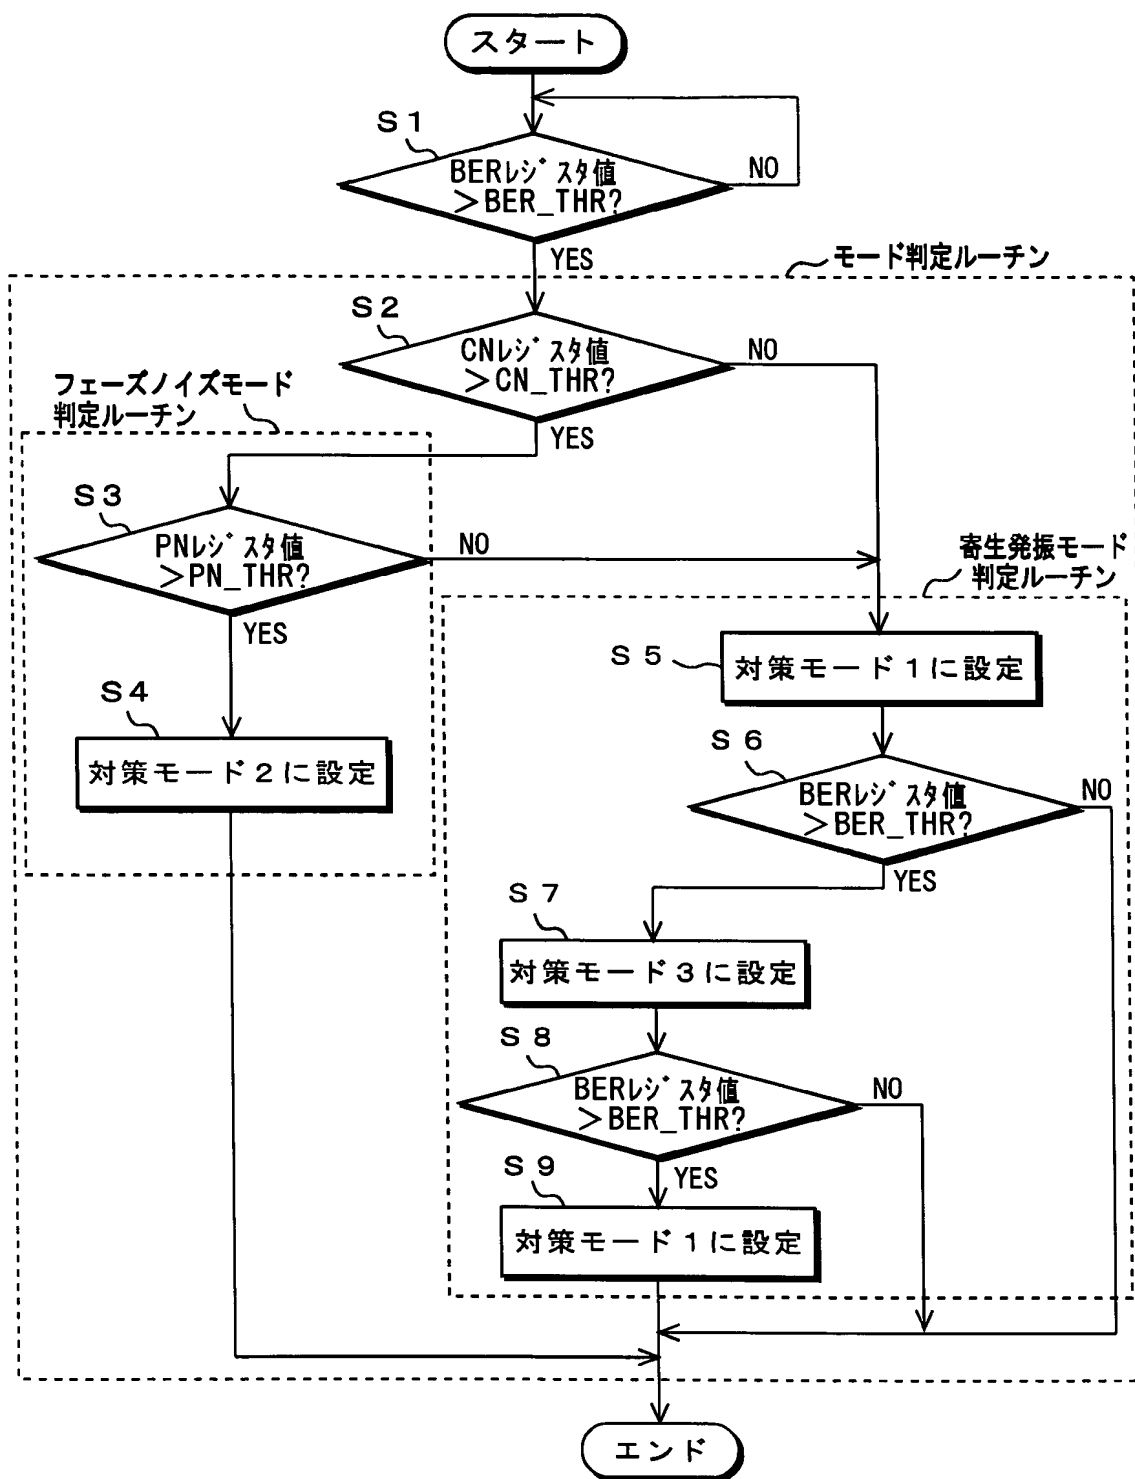 スタート
S1
BERレジスタ値
>BER_THR?
NO
YES
モード判定ルーチン
S2
CNレジスタ値
>CN_THR?
NO
YES
フェーズノイズモード
判定ルーチン
S3
PNレジスタ値
>PN_THR?
NO
YES
寄生発振モード
判定ルーチン
S4
対策モード2に設定
S5
対策モード1に設定
S6
BERレジスタ値
>BER_THR?
NO
YES
S7
対策モード3に設定
S8
BERレジスタ値
>BER_THR?
NO
YES
S9
対策モード1に設定
エンド